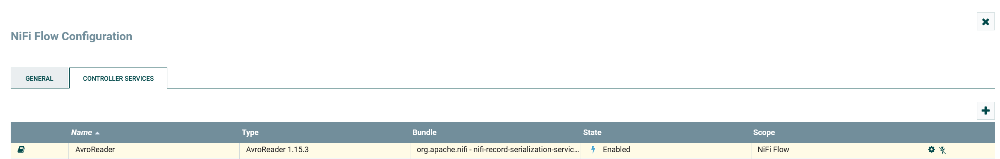 NiFi Flow Configuration
GENERAL CONTROLLER SERVICES
Name Type Bundle State Scope
AvroReader AvroReader 1.15.3 org.apache.nifi - nifi-record-serialization-servic... Enabled NiFi Flow